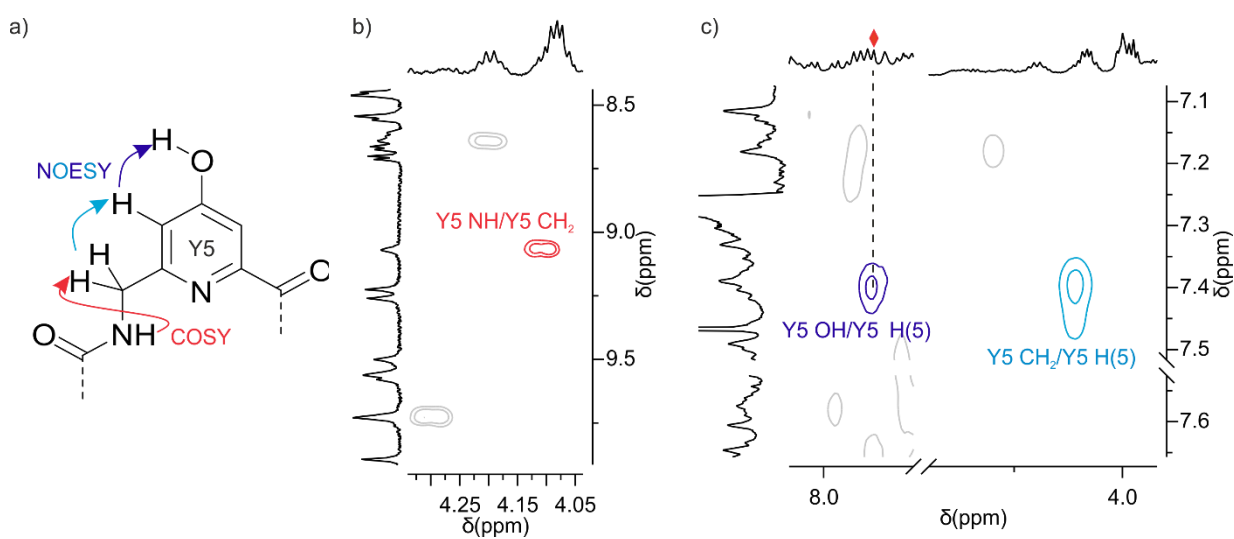 a)
H
O
NOESY
H
Y5
H
H
N
O
O
NH
COSY
b)
8.5
9.0
9.5
δ(ppm)
Y5 NH/Y5 CH₂
4.25 4.15 4.05
δ(ppm)
c)
7.1
7.2
7.3
7.4
7.5
7.6
δ(ppm)
Y5 OH/Y5 H(5)
Y5 CH₂/Y5 H(5)
8.0 4.0
δ(ppm)